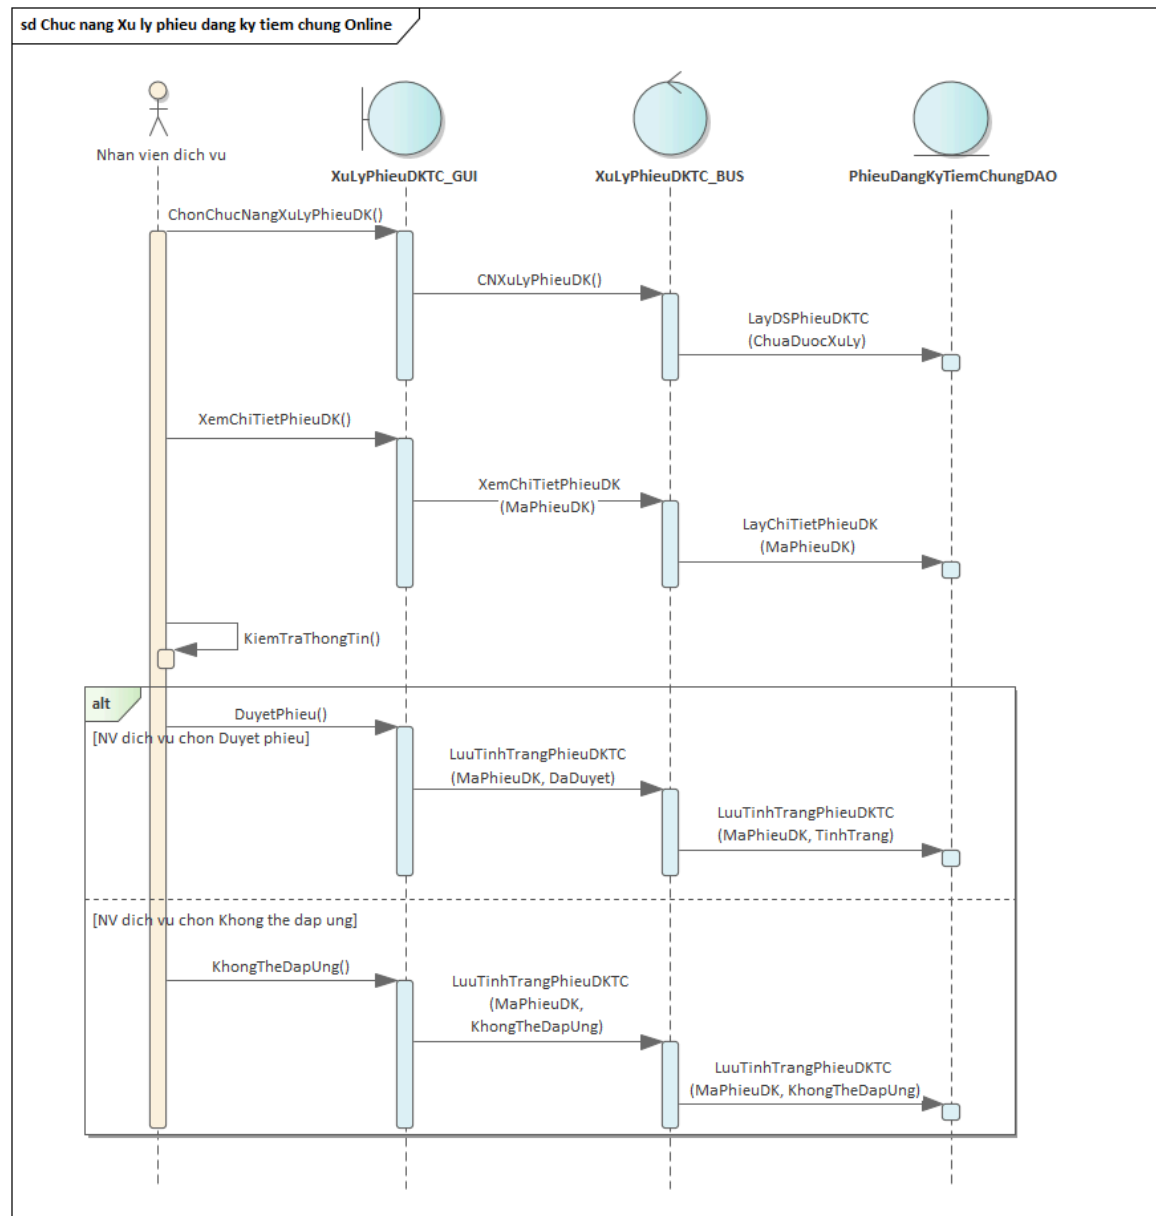 sd Chuc nang Xu ly phieu dang ky tiem chung Online
Nhan vien dich vu
XuLyPhieuDKTC_GUI
XuLyPhieuDKTC_BUS
PhieuDangKyTiemChungDAO
ChonChucNangXuLyPhieuDK()
CNXuLyPhieuDK()
LayDSPhieuDKTC
(ChuaDuocXuLy)
XemChiTietPhieuDK()
XemChiTietPhieuDK
(MaPhieuDK)
LayChiTietPhieuDK
(MaPhieuDK)
KiemTraThongTin()
alt
DuyetPhieu()
[NV dich vu chon Duyet phieu]
LuuTinhTrangPhieuDKTC
(MaPhieuDK, DaDuyet)
LuuTinhTrangPhieuDKTC
(MaPhieuDK, TinhTrang)
[NV dich vu chon Khong the dap ung]
KhongTheDapUng()
LuuTinhTrangPhieuDKTC
(MaPhieuDK,
KhongTheDapUng)
LuuTinhTrangPhieuDKTC
(MaPhieuDK, KhongTheDapUng)